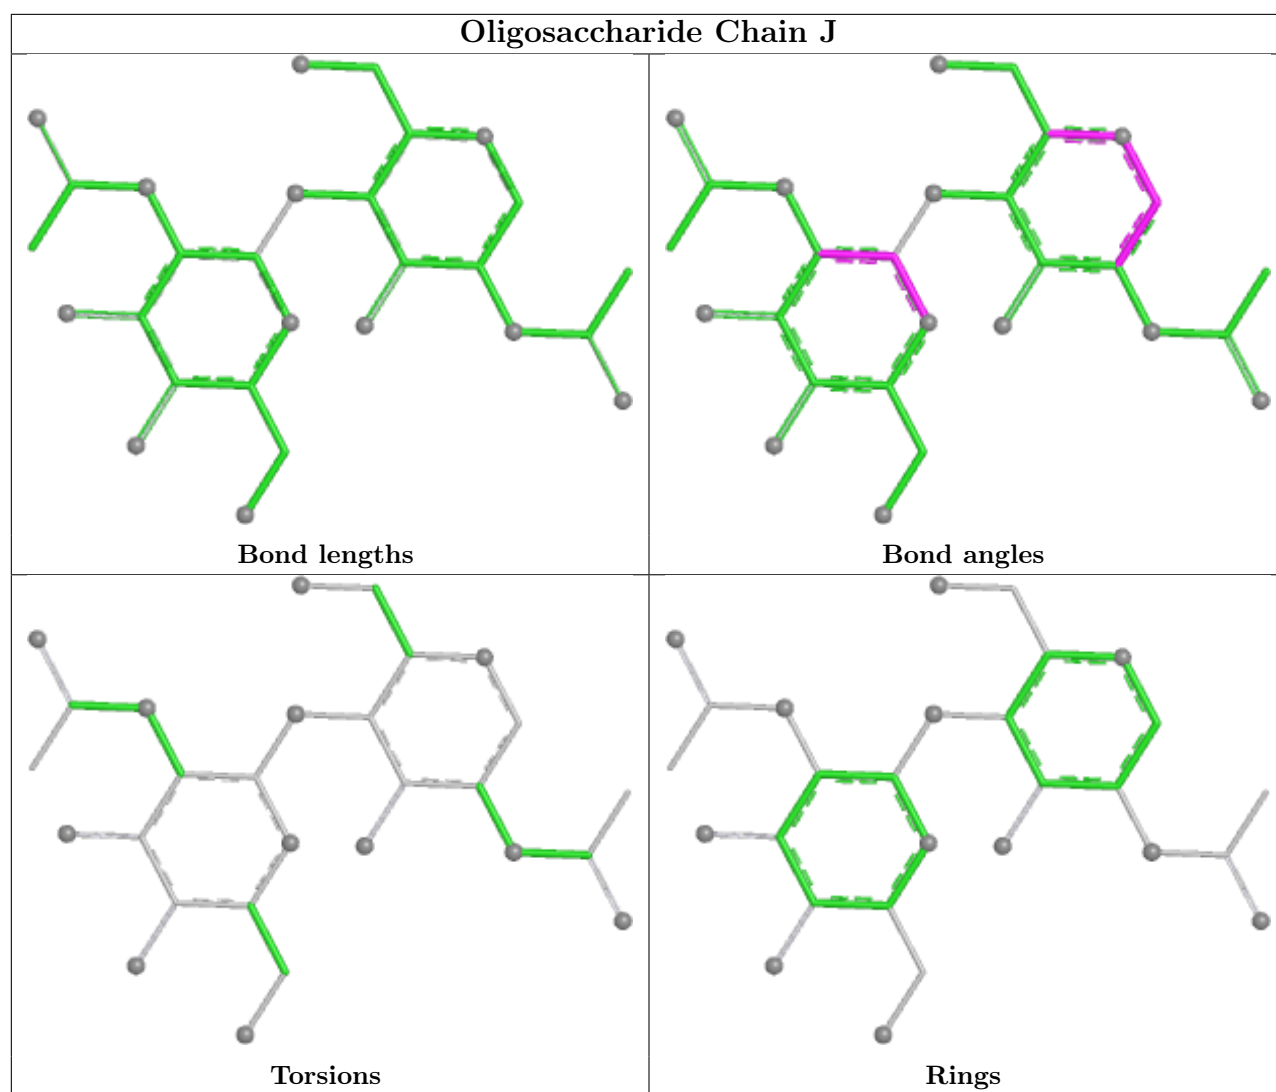 Oligosaccharide Chain J
Bond lengths
Bond angles
Torsions
Rings